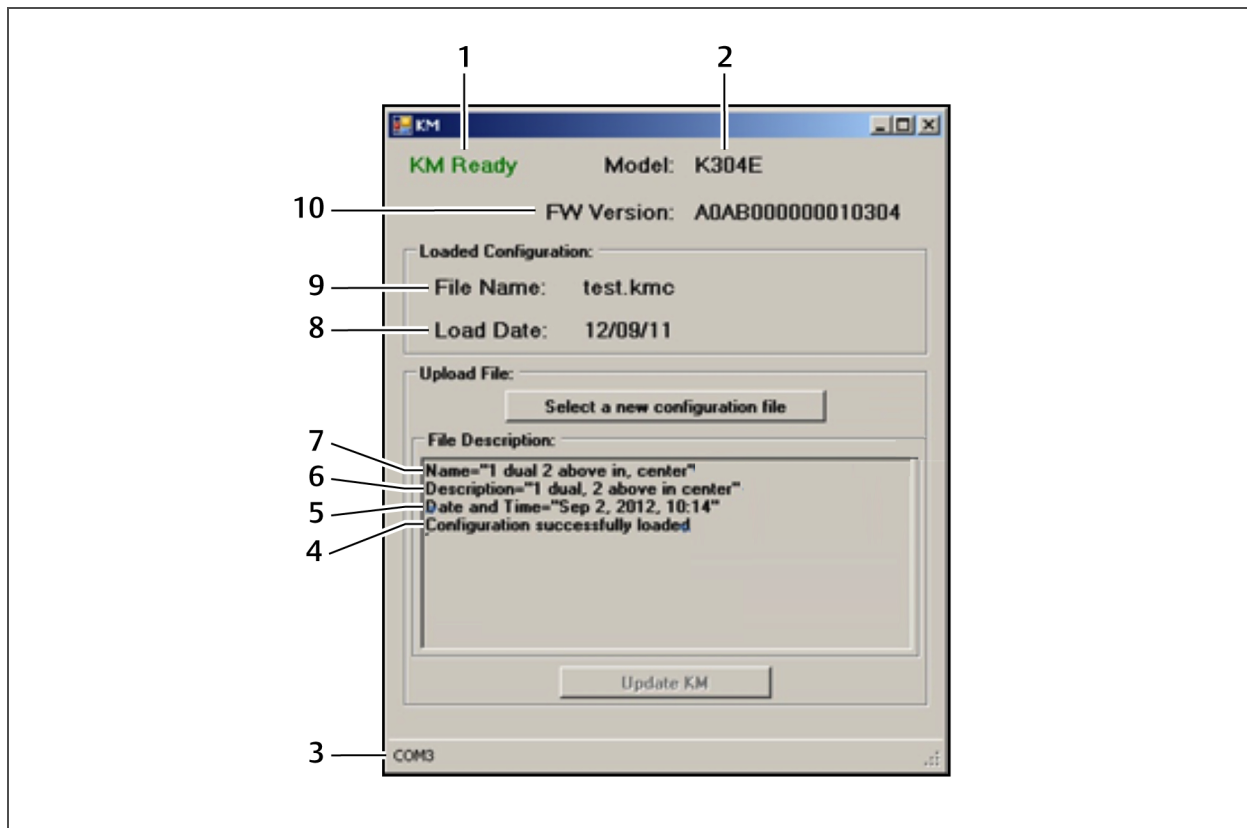 1 2
KM
KM Ready Model: K304E
10 FW Version: A0AB000000010304
Loaded Configuration:
9 File Name: test.kmc
8 Load Date: 12/09/11
Upload File:
Select a new configuration file
File Description:
7 Name="1 dual 2 above in, center"
6 Description="1 dual, 2 above in center"
5 Date and Time="Sep 2, 2012, 10:14"
4 Configuration successfully loaded
Update KM
3 COM3